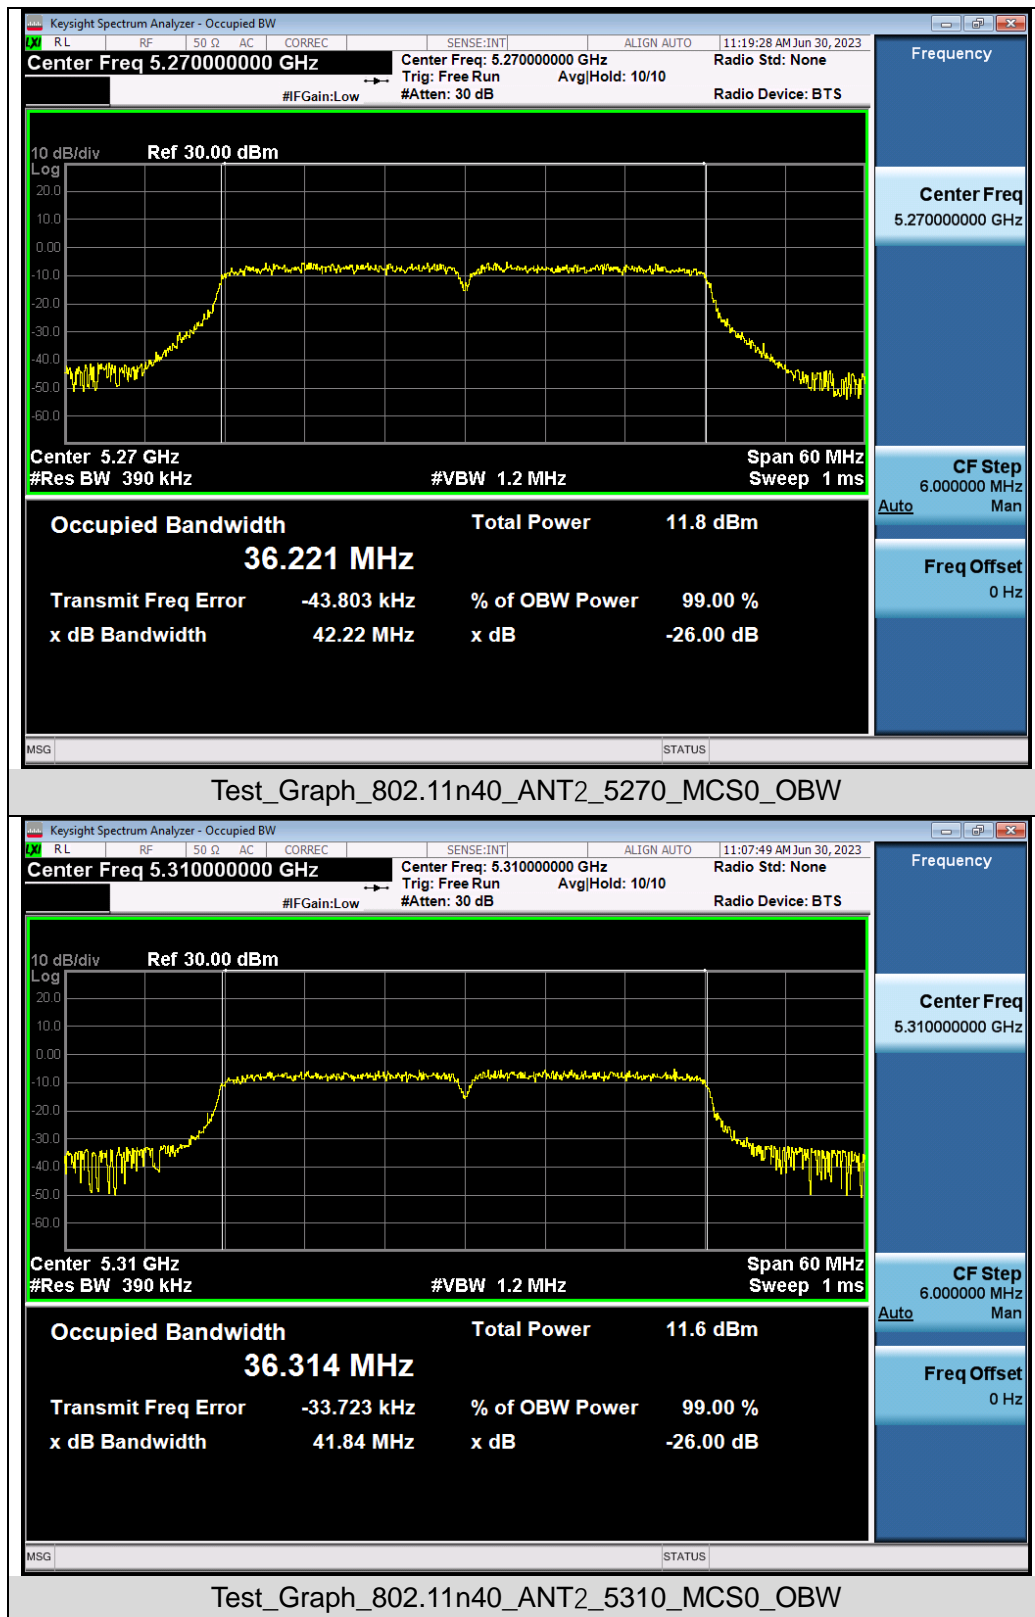 Keysight Spectrum Analyzer - Occupied BW
LXI RL RF 50 Ω AC CORREC SENSE:INT ALIGN AUTO 11:19:28 AM Jun 30, 2023
Center Freq 5.270000000 GHz Center Freq: 5.270000000 GHz Radio Std: None
Trig: Free Run Avg|Hold: 10/10
#IFGain:Low #Atten: 30 dB Radio Device: BTS
Frequency
10 dB/div Ref 30.00 dBm
Log
20.0
10.0
0.00
-10.0
-20.0
-30.0
-40.0
-50.0
-60.0
Center 5.27 GHz Span 60 MHz
#Res BW 390 kHz #VBW 1.2 MHz Sweep 1 ms
Center Freq
5.270000000 GHz
CF Step
6.000000 MHz
Auto Man
Freq Offset
0 Hz
Occupied Bandwidth Total Power 11.8 dBm
36.221 MHz
Transmit Freq Error -43.803 kHz % of OBW Power 99.00 %
x dB Bandwidth 42.22 MHz x dB -26.00 dB
MSG STATUS
Test_Graph_802.11n40_ANT2_5270_MCS0_OBW
Keysight Spectrum Analyzer - Occupied BW
LXI RL RF 50 Ω AC CORREC SENSE:INT ALIGN AUTO 11:07:49 AM Jun 30, 2023
Center Freq 5.310000000 GHz Center Freq: 5.310000000 GHz Radio Std: None
Trig: Free Run Avg|Hold: 10/10
#IFGain:Low #Atten: 30 dB Radio Device: BTS
Frequency
10 dB/div Ref 30.00 dBm
Log
20.0
10.0
0.00
-10.0
-20.0
-30.0
-40.0
-50.0
-60.0
Center 5.31 GHz Span 60 MHz
#Res BW 390 kHz #VBW 1.2 MHz Sweep 1 ms
Center Freq
5.310000000 GHz
CF Step
6.000000 MHz
Auto Man
Freq Offset
0 Hz
Occupied Bandwidth Total Power 11.6 dBm
36.314 MHz
Transmit Freq Error -33.723 kHz % of OBW Power 99.00 %
x dB Bandwidth 41.84 MHz x dB -26.00 dB
MSG STATUS
Test_Graph_802.11n40_ANT2_5310_MCS0_OBW